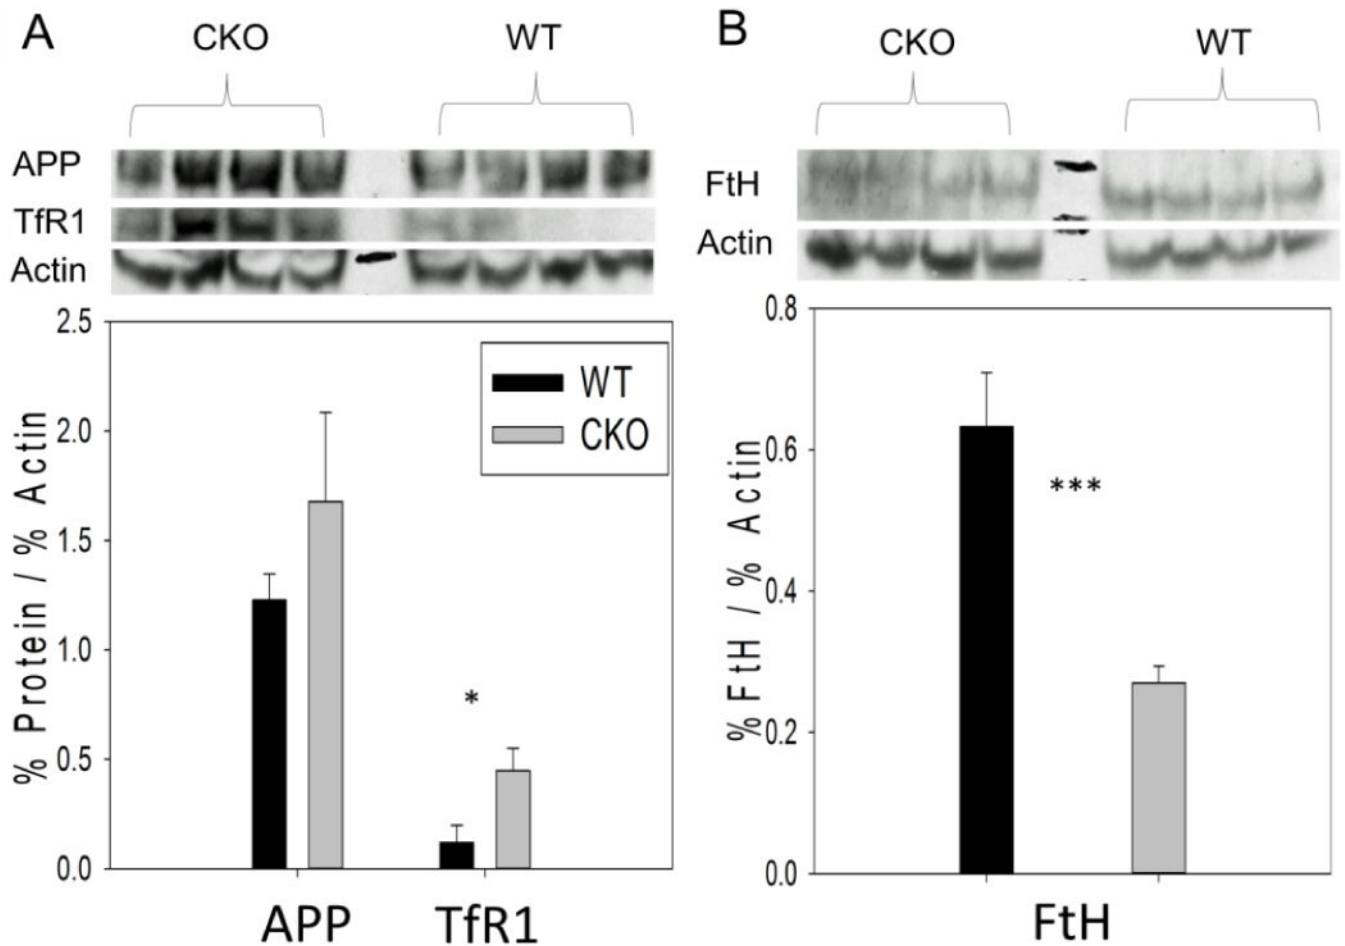 A
CKO
WT
APP
TfR1
Actin
% Protein / % Actin
2.5
2.0
1.5
1.0
0.5
0.0
WT
CKO
*
APP
TfR1
B
CKO
WT
FtH
Actin
% FtH / % Actin
0.8
0.6
0.4
0.2
0.0
***
FtH